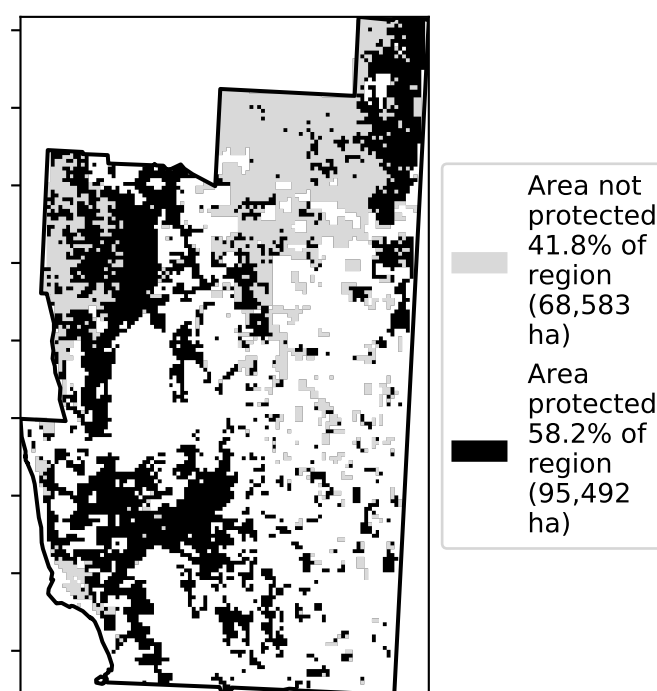 Area not
protected
41.8% of
region
(68,583
ha)
Area
protected
58.2% of
region
(95,492
ha)